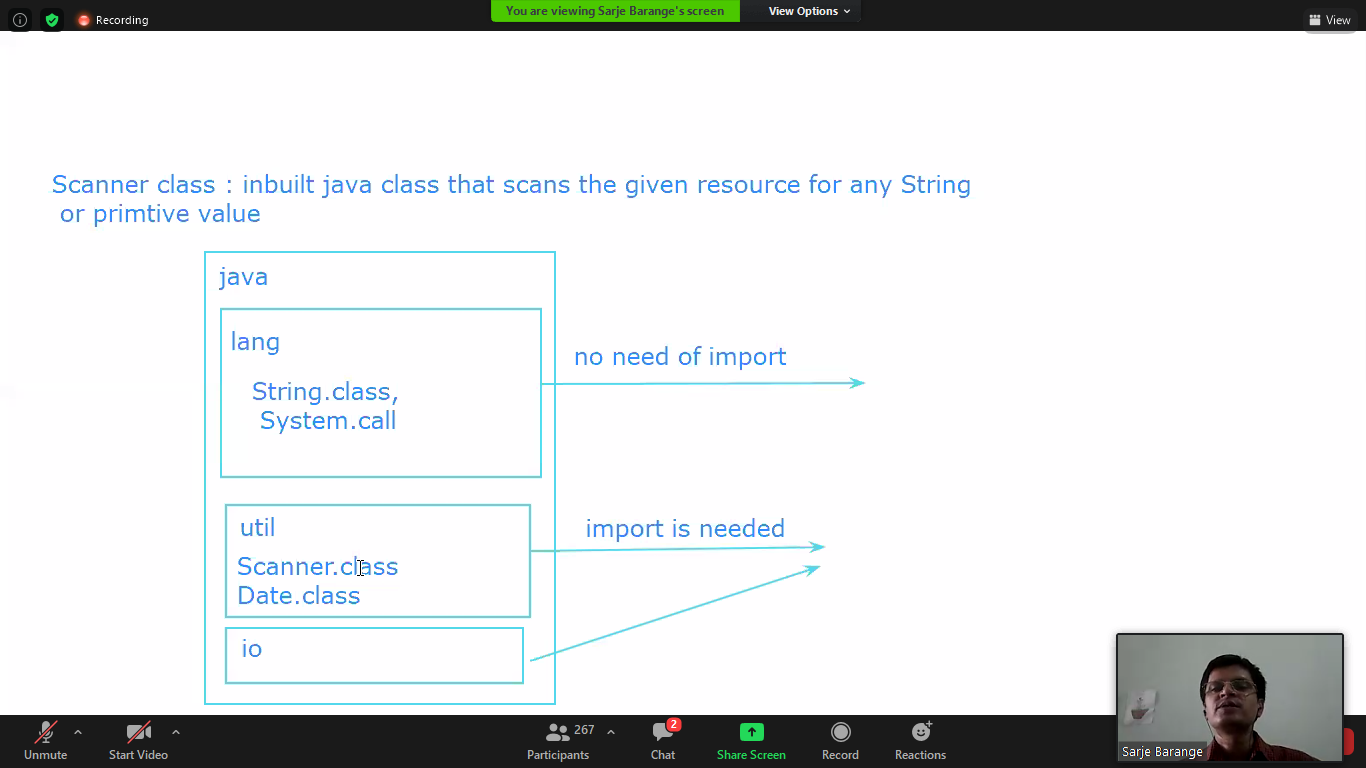 Recording
You are viewing Sarje Barange's screen
View Options
View
Scanner class : inbuilt java class that scans the given resource for any String
or primtive value
java
lang
String.class,
System.call
no need of import
util
Scanner.class
Date.class
import is needed
io
Sarje Barange
Unmute
Start Video
267
Participants
2
Chat
Share Screen
Record
Reactions